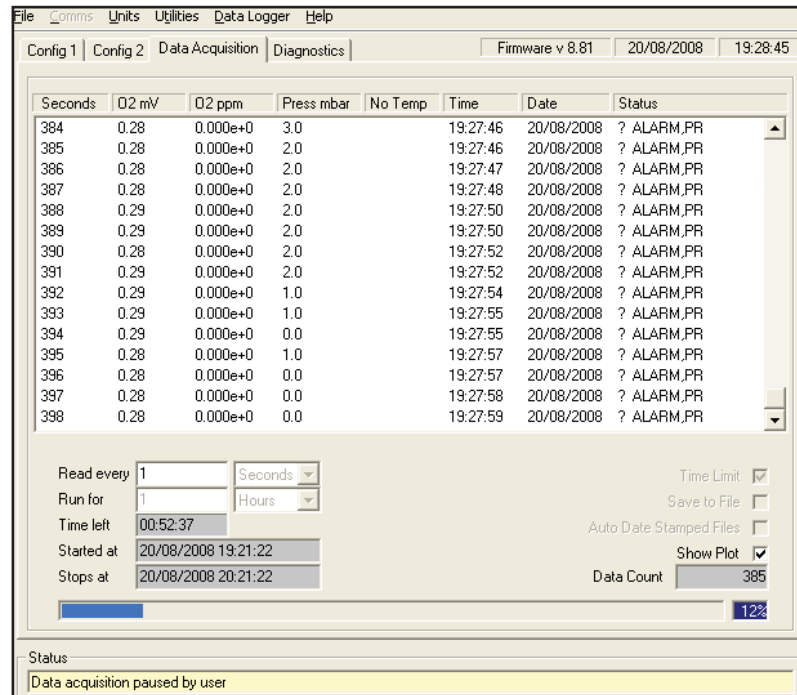 File Comms Units Utilities Data Logger Help
Config 1 Config 2 Data Acquisition Diagnostics Firmware v 8.81 20/08/2008 19:28:45
Seconds O2 mV O2 ppm Press mbar No Temp Time Date Status
384 0.28 0.000e+0 3.0 19:27:46 20/08/2008 ? ALARM,PR
385 0.28 0.000e+0 2.0 19:27:46 20/08/2008 ? ALARM,PR
386 0.28 0.000e+0 2.0 19:27:47 20/08/2008 ? ALARM,PR
387 0.28 0.000e+0 2.0 19:27:48 20/08/2008 ? ALARM,PR
388 0.29 0.000e+0 2.0 19:27:50 20/08/2008 ? ALARM,PR
389 0.29 0.000e+0 2.0 19:27:50 20/08/2008 ? ALARM,PR
390 0.28 0.000e+0 2.0 19:27:52 20/08/2008 ? ALARM,PR
391 0.29 0.000e+0 2.0 19:27:52 20/08/2008 ? ALARM,PR
392 0.29 0.000e+0 1.0 19:27:54 20/08/2008 ? ALARM,PR
393 0.29 0.000e+0 1.0 19:27:55 20/08/2008 ? ALARM,PR
394 0.29 0.000e+0 0.0 19:27:55 20/08/2008 ? ALARM,PR
395 0.28 0.000e+0 1.0 19:27:57 20/08/2008 ? ALARM,PR
396 0.28 0.000e+0 0.0 19:27:57 20/08/2008 ? ALARM,PR
397 0.28 0.000e+0 0.0 19:27:58 20/08/2008 ? ALARM,PR
398 0.28 0.000e+0 0.0 19:27:59 20/08/2008 ? ALARM,PR
Read every 1 Seconds Time Limit
Run for 1 Hours Save to File
Time left 00:52:37 Auto Date Stamped Files
Started at 20/08/2008 19:21:22 Show Plot
Stops at 20/08/2008 20:21:22 Data Count 385
12%
Status
Data acquisition paused by user